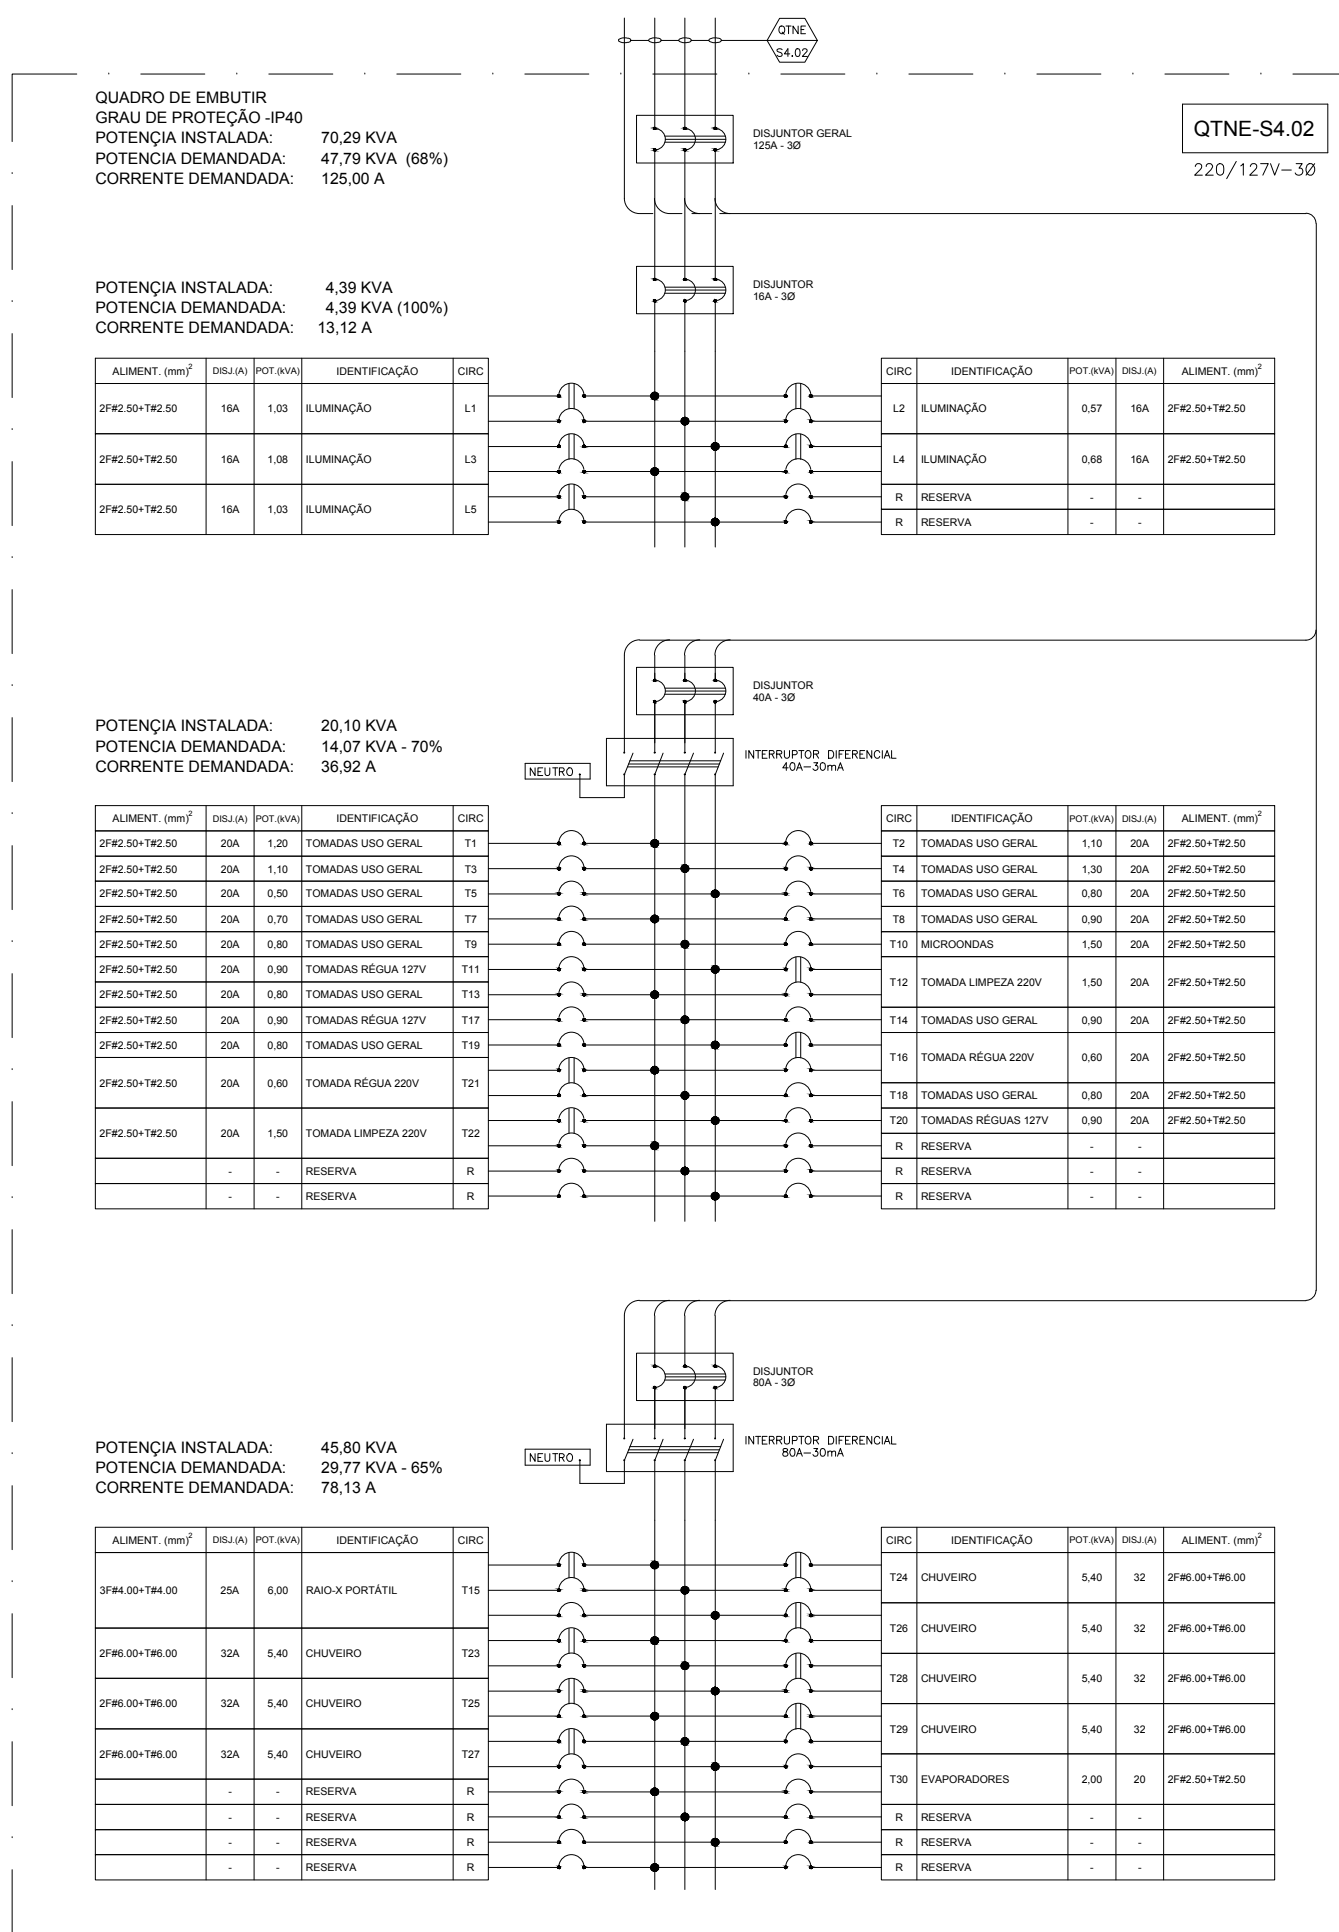 QTNE
S4.02
QUADRO DE EMBUTIR
GRAU DE PROTEÇÃO -IP40
POTENÇIA INSTALADA: 70,29 KVA
POTENCIA DEMANDADA: 47,79 KVA (68%)
CORRENTE DEMANDADA: 125,00 A
DISJUNTOR GERAL
125A - 3Ø
QTNE-S4.02
220/127V-3Ø
POTENÇIA INSTALADA: 4,39 KVA
POTENCIA DEMANDADA: 4,39 KVA (100%)
CORRENTE DEMANDADA: 13,12 A
DISJUNTOR
16A - 3Ø
ALIMENT. (mm)² DISJ.(A) POT.(kVA) IDENTIFICAÇÃO CIRC
2F#2.50+T#2.50 16A 1,03 ILUMINAÇÃO L1
2F#2.50+T#2.50 16A 1,08 ILUMINAÇÃO L3
2F#2.50+T#2.50 16A 1,03 ILUMINAÇÃO L5
CIRC IDENTIFICAÇÃO POT.(kVA) DISJ.(A) ALIMENT. (mm)²
L2 ILUMINAÇÃO 0,57 16A 2F#2.50+T#2.50
L4 ILUMINAÇÃO 0,68 16A 2F#2.50+T#2.50
R RESERVA - -
R RESERVA - -
DISJUNTOR
40A - 3Ø
POTENÇIA INSTALADA: 20,10 KVA
POTENCIA DEMANDADA: 14,07 KVA - 70%
CORRENTE DEMANDADA: 36,92 A
NEUTRO
INTERRUPTOR DIFERENCIAL
40A-30mA
ALIMENT. (mm)² DISJ.(A) POT.(kVA) IDENTIFICAÇÃO CIRC
2F#2.50+T#2.50 20A 1,20 TOMADAS USO GERAL T1
2F#2.50+T#2.50 20A 1,10 TOMADAS USO GERAL T3
2F#2.50+T#2.50 20A 0,50 TOMADAS USO GERAL T5
2F#2.50+T#2.50 20A 0,70 TOMADAS USO GERAL T7
2F#2.50+T#2.50 20A 0,80 TOMADAS USO GERAL T9
2F#2.50+T#2.50 20A 0,90 TOMADAS RÉGUA 127V T11
2F#2.50+T#2.50 20A 0,80 TOMADAS USO GERAL T13
2F#2.50+T#2.50 20A 0,90 TOMADAS RÉGUA 127V T17
2F#2.50+T#2.50 20A 0,80 TOMADAS USO GERAL T19
2F#2.50+T#2.50 20A 0,60 TOMADA RÉGUA 220V T21
2F#2.50+T#2.50 20A 1,50 TOMADA LIMPEZA 220V T22
- - RESERVA R
- - RESERVA R
CIRC IDENTIFICAÇÃO POT.(kVA) DISJ.(A) ALIMENT. (mm)²
T2 TOMADAS USO GERAL 1,10 20A 2F#2.50+T#2.50
T4 TOMADAS USO GERAL 1,30 20A 2F#2.50+T#2.50
T6 TOMADAS USO GERAL 0,80 20A 2F#2.50+T#2.50
T8 TOMADAS USO GERAL 0,90 20A 2F#2.50+T#2.50
T10 MICROONDAS 1,50 20A 2F#2.50+T#2.50
T12 TOMADA LIMPEZA 220V 1,50 20A 2F#2.50+T#2.50
T14 TOMADAS USO GERAL 0,90 20A 2F#2.50+T#2.50
T16 TOMADA RÉGUA 220V 0,60 20A 2F#2.50+T#2.50
T18 TOMADAS USO GERAL 0,80 20A 2F#2.50+T#2.50
T20 TOMADAS RÉGUAS 127V 0,90 20A 2F#2.50+T#2.50
R RESERVA - -
R RESERVA - -
R RESERVA - -
DISJUNTOR
80A - 3Ø
POTENÇIA INSTALADA: 45,80 KVA
POTENCIA DEMANDADA: 29,77 KVA - 65%
CORRENTE DEMANDADA: 78,13 A
NEUTRO
INTERRUPTOR DIFERENCIAL
80A-30mA
ALIMENT. (mm)² DISJ.(A) POT.(kVA) IDENTIFICAÇÃO CIRC
3F#4.00+T#4.00 25A 6,00 RAIO-X PORTÁTIL T15
2F#6.00+T#6.00 32A 5,40 CHUVEIRO T23
2F#6.00+T#6.00 32A 5,40 CHUVEIRO T25
2F#6.00+T#6.00 32A 5,40 CHUVEIRO T27
- - RESERVA R
- - RESERVA R
- - RESERVA R
- - RESERVA R
CIRC IDENTIFICAÇÃO POT.(kVA) DISJ.(A) ALIMENT. (mm)²
T24 CHUVEIRO 5,40 32 2F#6.00+T#6.00
T26 CHUVEIRO 5,40 32 2F#6.00+T#6.00
T28 CHUVEIRO 5,40 32 2F#6.00+T#6.00
T29 CHUVEIRO 5,40 32 2F#6.00+T#6.00
T30 EVAPORADORES 2,00 20 2F#2.50+T#2.50
R RESERVA - -
R RESERVA - -
R RESERVA - -